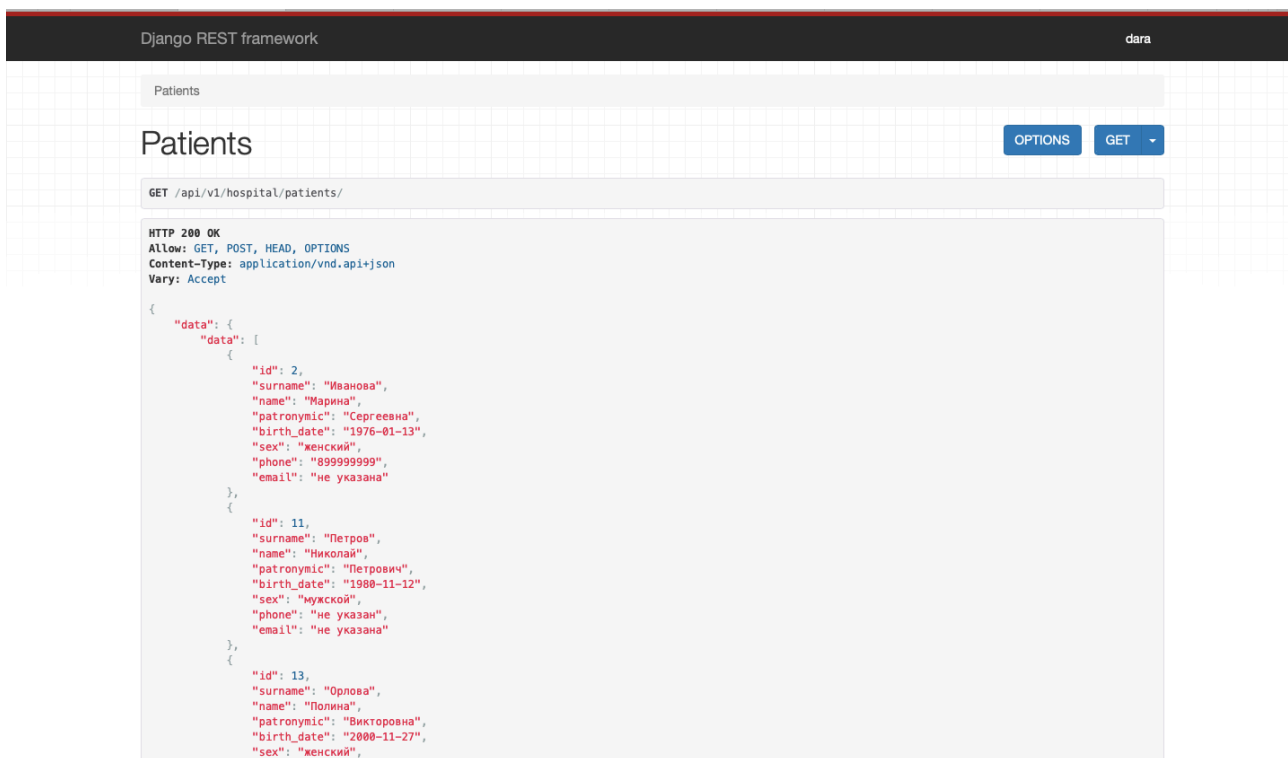 Django REST framework
dara
Patients
Patients
OPTIONS
GET
GET /api/v1/hospital/patients/
HTTP 200 OK
Allow: GET, POST, HEAD, OPTIONS
Content-Type: application/vnd.api+json
Vary: Accept
{
"data": {
"data": [
{
"id": 2,
"surname": "Иванова",
"name": "Марина",
"patronymic": "Сергеевна",
"birth_date": "1976-01-13",
"sex": "женский",
"phone": "899999999",
"email": "не указана"
},
{
"id": 11,
"surname": "Петров",
"name": "Николай",
"patronymic": "Петрович",
"birth_date": "1980-11-12",
"sex": "мужской",
"phone": "не указан",
"email": "не указана"
},
{
"id": 13,
"surname": "Орлова",
"name": "Полина",
"patronymic": "Викторовна",
"birth_date": "2000-11-27",
"sex": "женский",